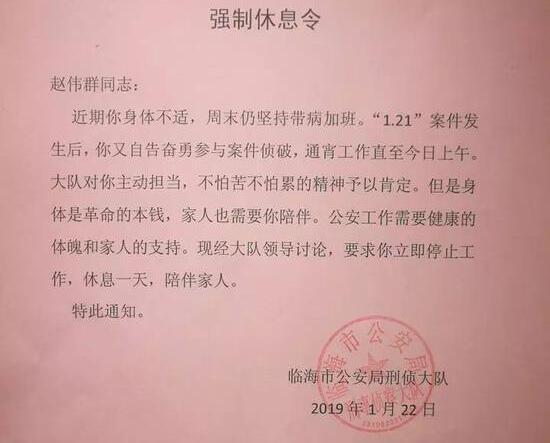 强制休息令
赵伟群同志：
近期你身体不适，周末仍坚持带病加班。“1.21”案件发
生后，你又自告奋勇参与案件侦破，通宵工作直至今日上午。
大队对你主动担当，不怕苦不怕累的精神予以肯定。但是身
体是革命的本钱，家人也需要你陪伴。公安工作需要健康的
体魄和家人的支持。现经大队领导讨论，要求你立即停止工
作，休息一天，陪伴家人。
特此通知。
临海市公安局
临海市公安局刑侦大队
2019年1月22日